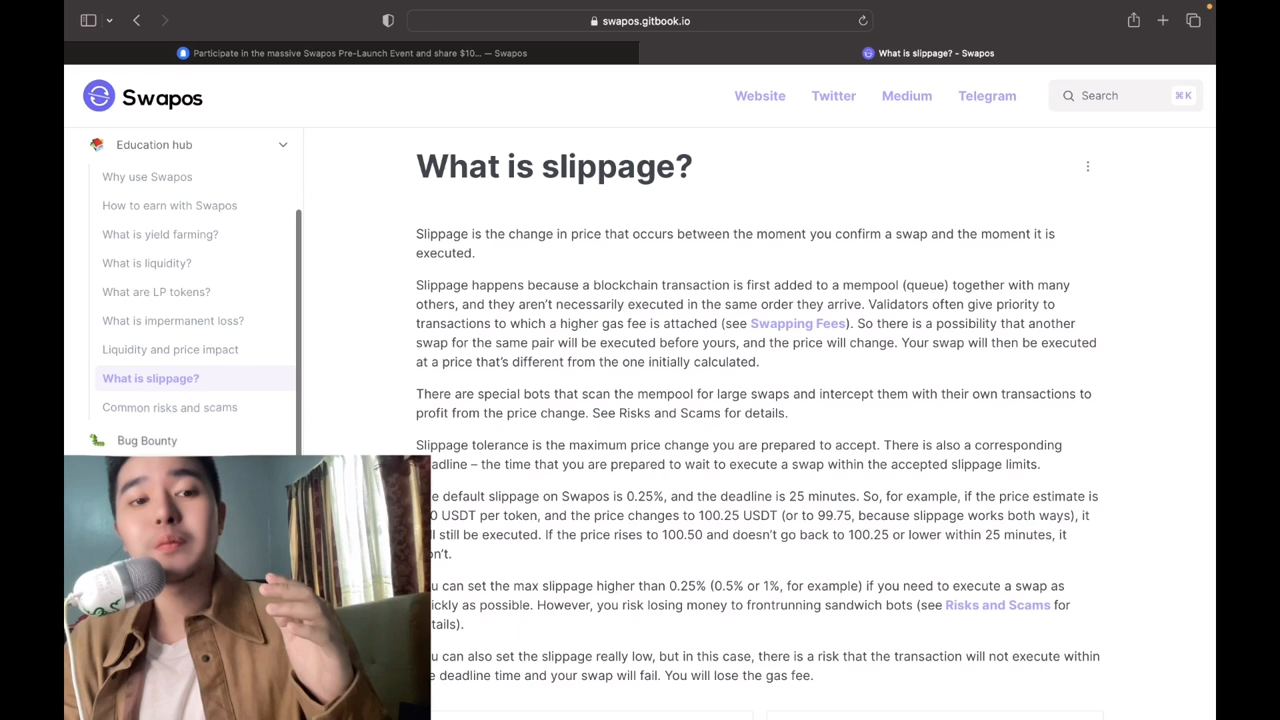 swapos.gitbook.io
Participate in the massive Swapos Pre-Launch Event and share $10... — Swapos
What is slippage? - Swapos
Swapos
Website
Twitter
Medium
Telegram
Search
⌘K
Education hub
Why use Swapos
How to earn with Swapos
What is yield farming?
What is liquidity?
What are LP tokens?
What is impermanent loss?
Liquidity and price impact
What is slippage?
Common risks and scams
Bug Bounty
What is slippage?
Slippage is the change in price that occurs between the moment you confirm a swap and the moment it is
executed.
Slippage happens because a blockchain transaction is first added to a mempool (queue) together with many
others, and they aren't necessarily executed in the same order they arrive. Validators often give priority to
transactions to which a higher gas fee is attached (see Swapping Fees). So there is a possibility that another
swap for the same pair will be executed before yours, and the price will change. Your swap will then be executed
at a price that's different from the one initially calculated.
There are special bots that scan the mempool for large swaps and intercept them with their own transactions to
profit from the price change. See Risks and Scams for details.
Slippage tolerance is the maximum price change you are prepared to accept. There is also a corresponding
adline – the time that you are prepared to wait to execute a swap within the accepted slippage limits.
e default slippage on Swapos is 0.25%, and the deadline is 25 minutes. So, for example, if the price estimate is
0 USDT per token, and the price changes to 100.25 USDT (or to 99.75, because slippage works both ways), it
l still be executed. If the price rises to 100.50 and doesn't go back to 100.25 or lower within 25 minutes, it
n't.
u can set the max slippage higher than 0.25% (0.5% or 1%, for example) if you need to execute a swap as
ickly as possible. However, you risk losing money to frontrunning sandwich bots (see Risks and Scams for
tails).
u can also set the slippage really low, but in this case, there is a risk that the transaction will not execute within
e deadline time and your swap will fail. You will lose the gas fee.